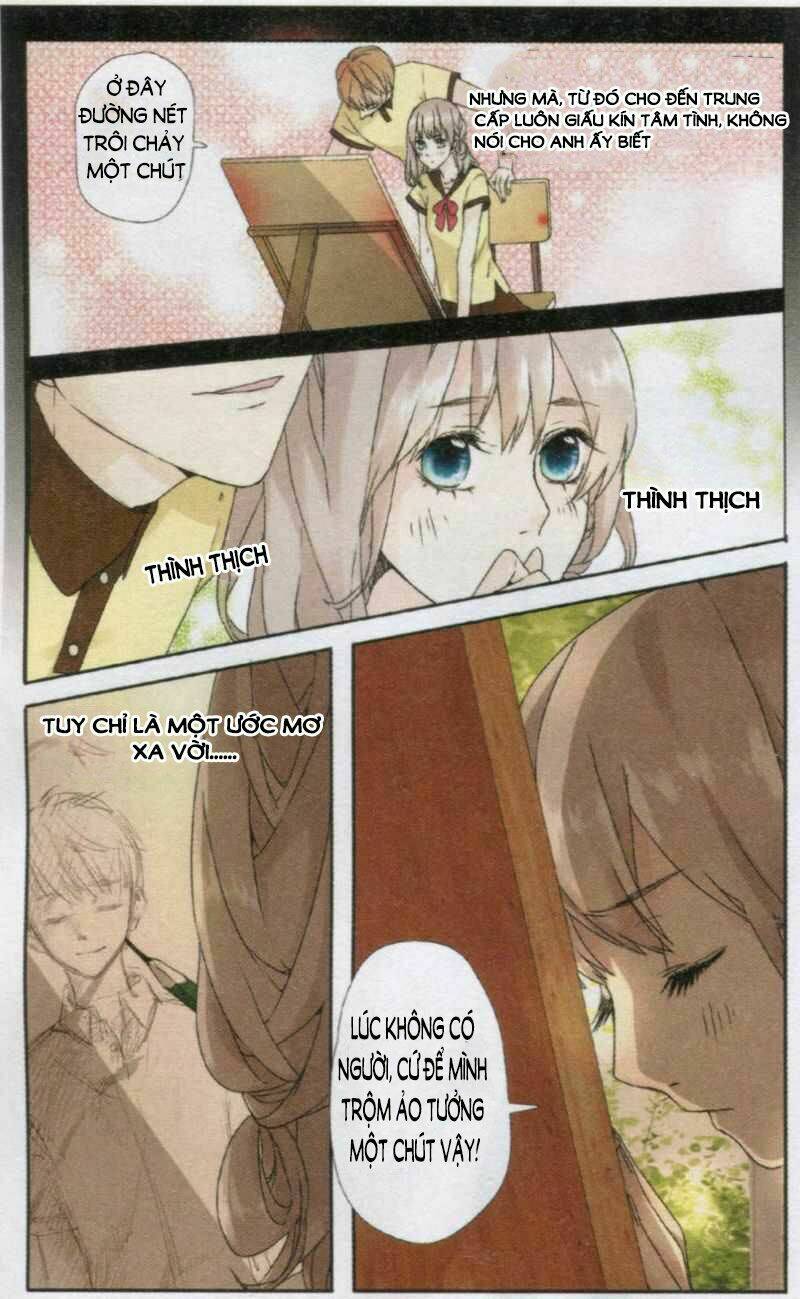 Ở ĐÂY
ĐƯỜNG NÉT
TRÔI CHẢY
MỘT CHÚT
NHƯNG MÀ, TỪ ĐÓ CHO ĐẾN TRUNG
CẤP LUÔN GIẤU KÍN TÂM TÌNH, KHÔNG
NÓI CHO ANH ẤY BIẾT
THÌNH THỊCH
THÌNH THỊCH
TUY CHỈ LÀ MỘT ƯỚC MƠ
XA VỜI......
LÚC KHÔNG CÓ
NGƯỜI, CỨ ĐỂ MÌNH
TRỘM ẢO TƯỞNG
MỘT CHÚT VẬY!